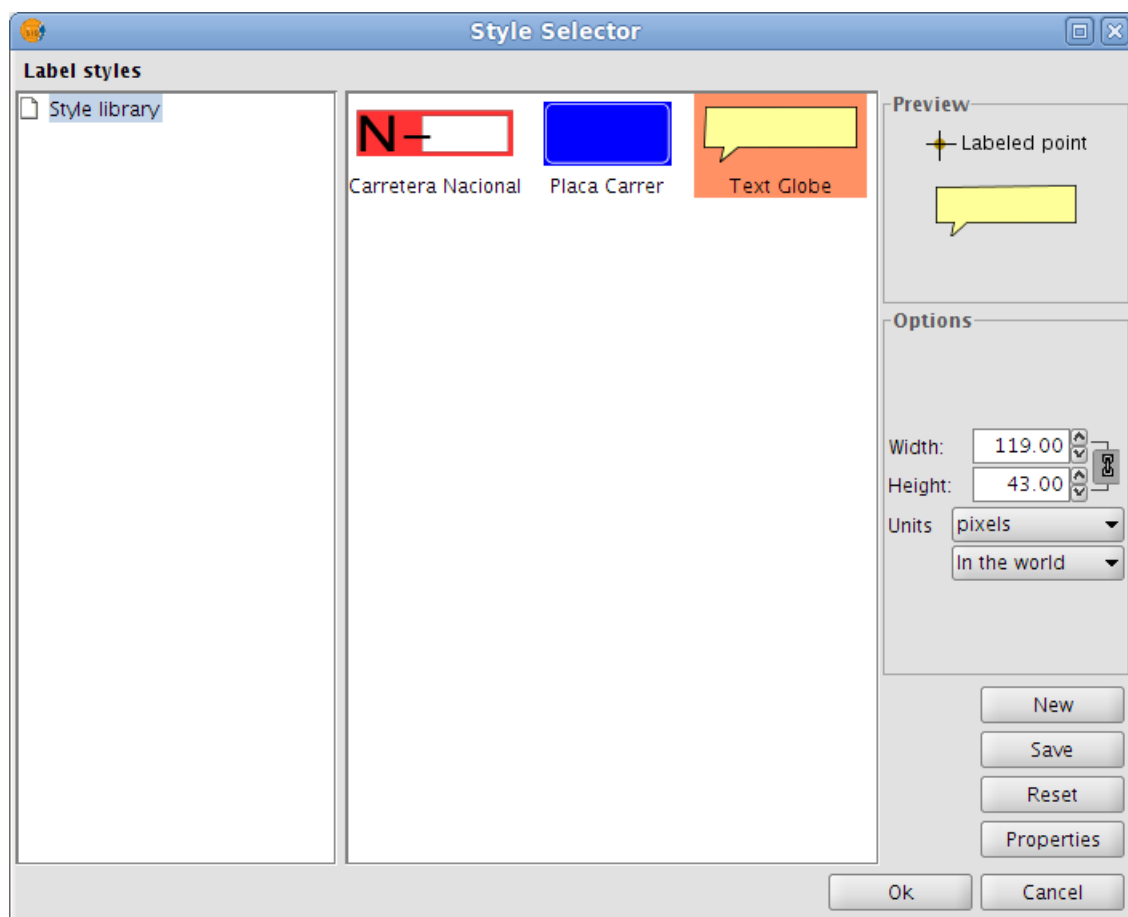 Style Selector
Label styles
Style library
N-
Carretera Nacional
Placa Carrer
Text Globe
Preview
Labeled point
Options
Width: 119.00
Height: 43.00
Units pixels
In the world
New
Save
Reset
Properties
Ok Cancel